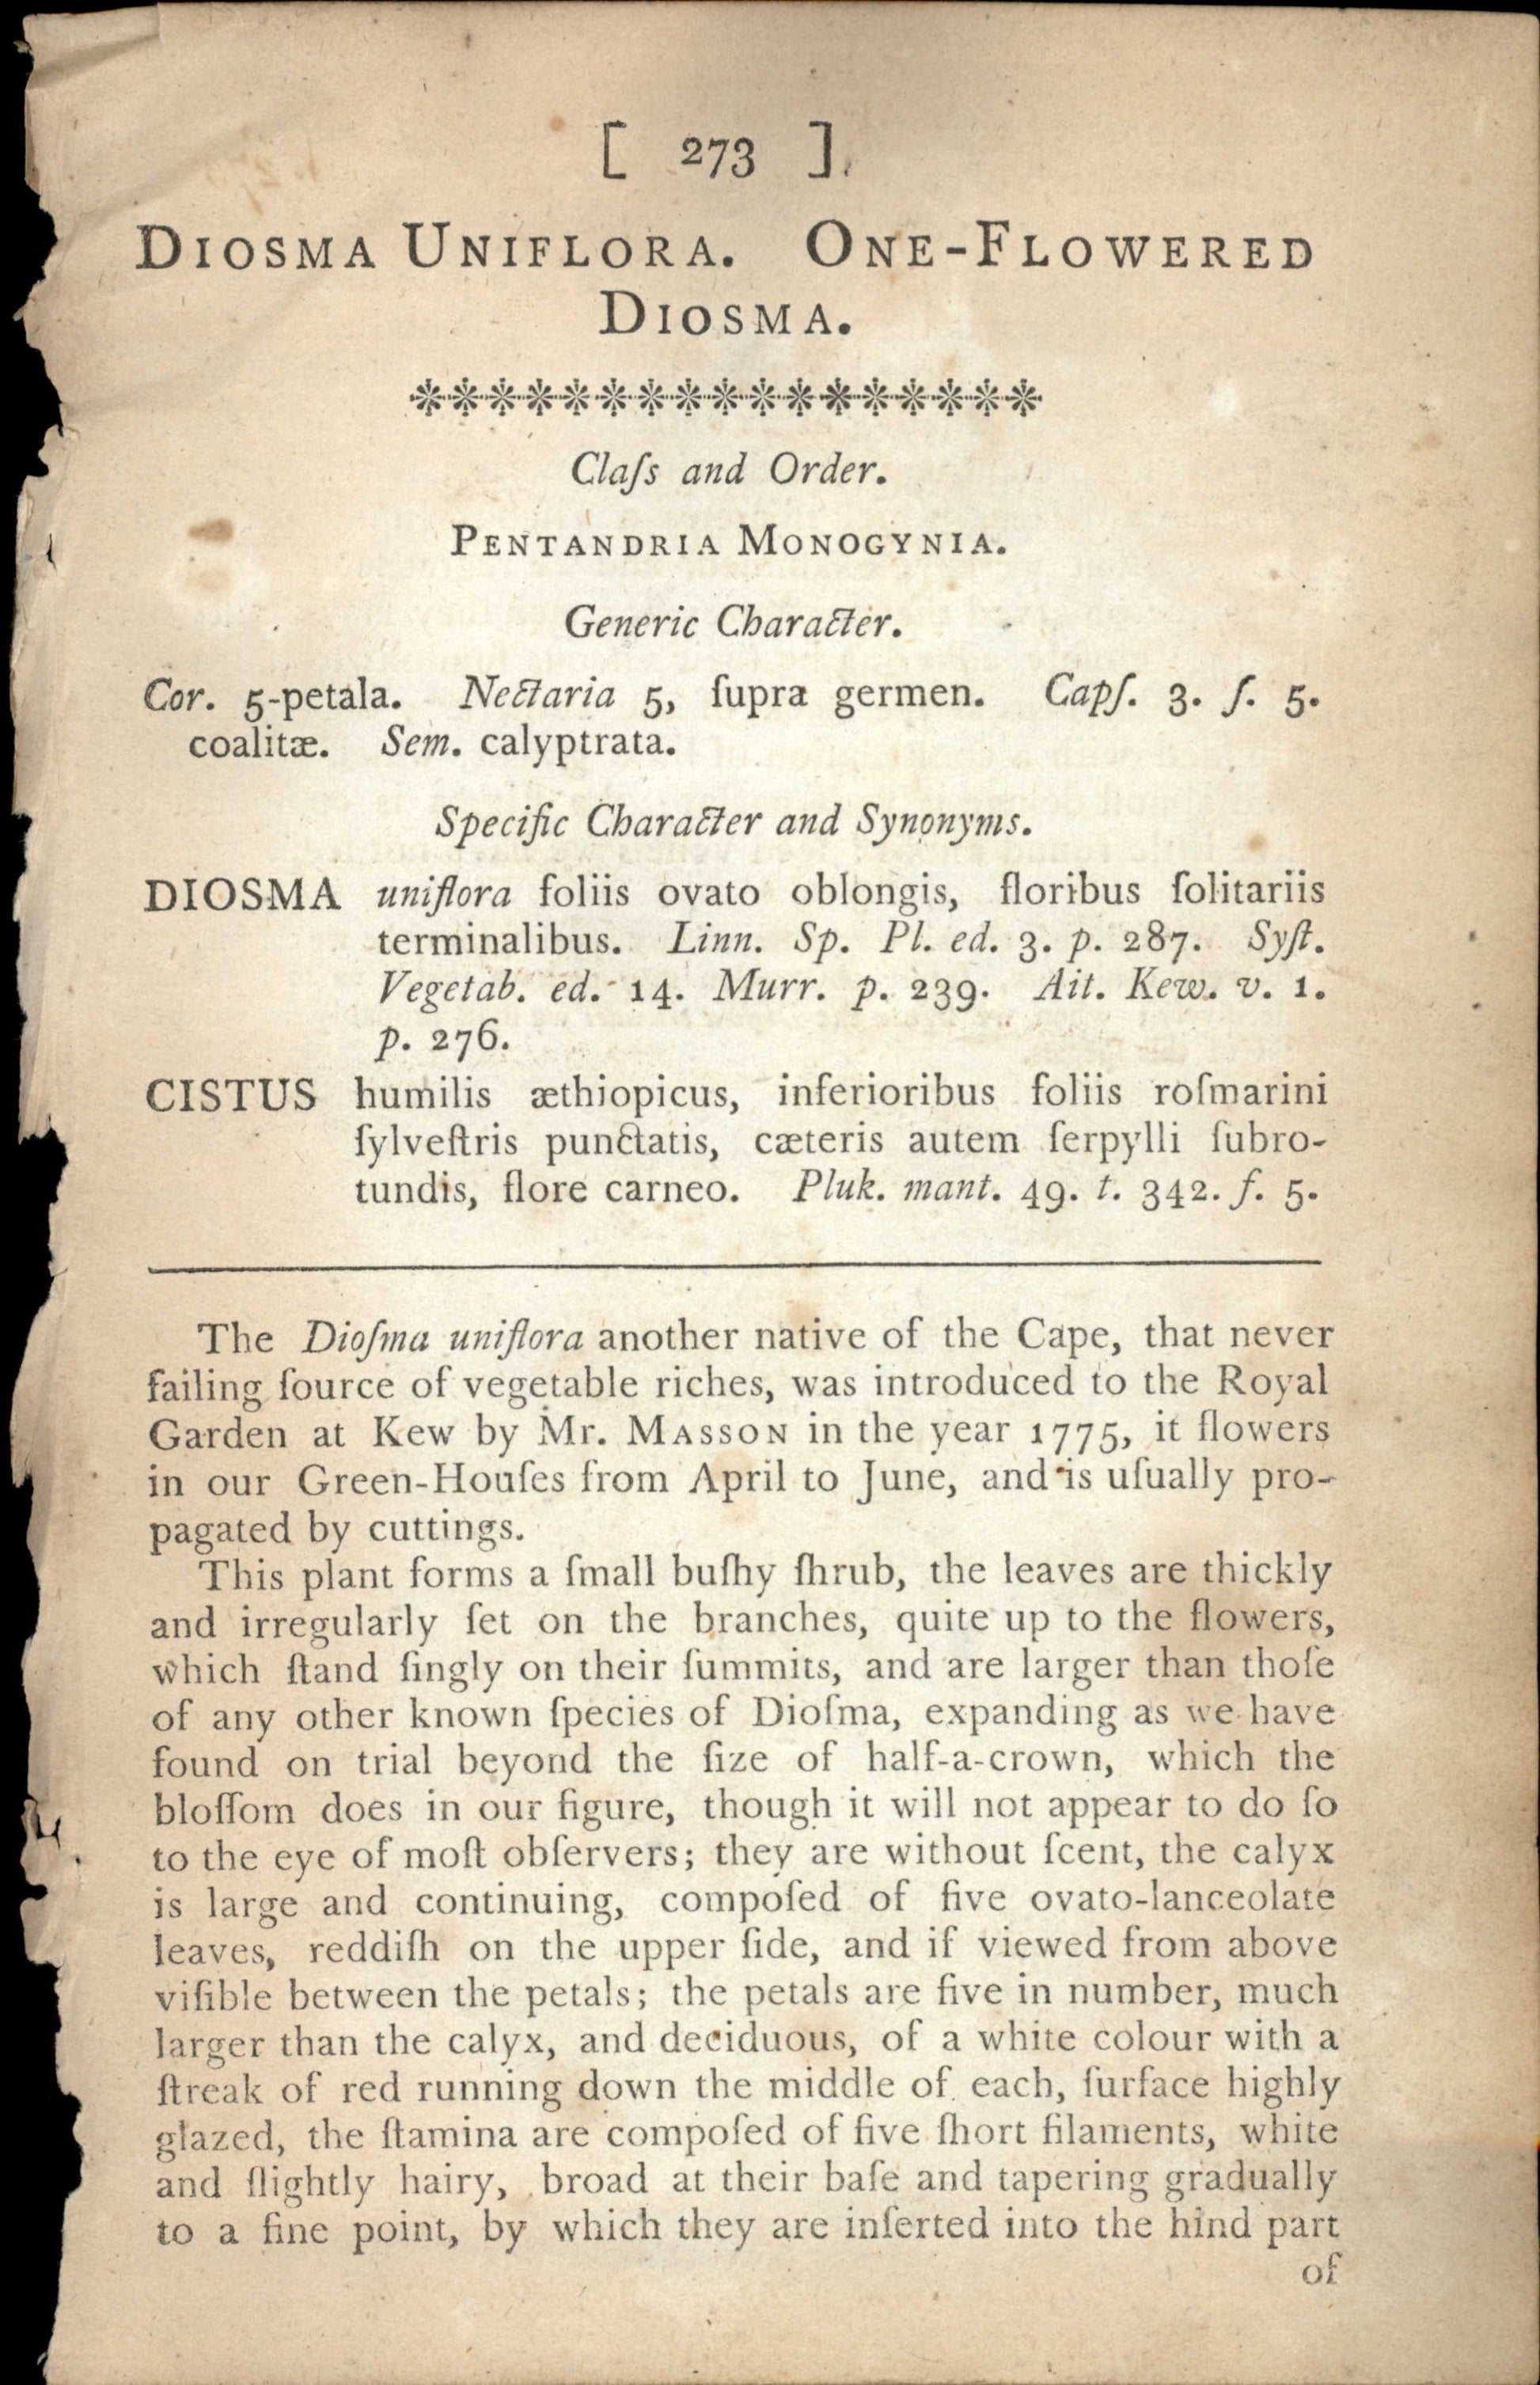 [ 273 ].
DIOSMA UNIFLORA. ONE-FLOWERED
DIOSMA.
Claſs and Order.
PENTANDRIA MONOGYNIA.
Generic Character.
Cor. 5-petala. Nectaria 5, ſupra germen. Capſ. 3. ſ. 5.
coalitæ. Sem. calyptrata.
Specific Character and Synonyms.
DIOSMA uniflora foliis ovato oblongis, floribus ſolitariis
terminalibus. Linn. Sp. Pl. ed. 3. p. 287. Syſt.
Vegetab. ed. 14. Murr. p. 239. Ait. Kew. v. 1.
p. 276.
CISTUS humilis æthiopicus, inferioribus foliis roſmarini
ſylveſtris punctatis, cæteris autem ſerpylli ſubro-
tundis, flore carneo. Pluk. mant. 49. t. 342. f. 5.
The Dioſma uniflora another native of the Cape, that never
failing ſource of vegetable riches, was introduced to the Royal
Garden at Kew by Mr. MASSON in the year 1775, it flowers
in our Green-Houſes from April to June, and is uſually pro-
pagated by cuttings.
This plant forms a ſmall buſhy ſhrub, the leaves are thickly
and irregularly ſet on the branches, quite up to the flowers,
which ſtand ſingly on their ſummits, and are larger than thoſe
of any other known ſpecies of Dioſma, expanding as we have
found on trial beyond the ſize of half-a-crown, which the
bloſſom does in our figure, though it will not appear to do ſo
to the eye of moſt obſervers; they are without ſcent, the calyx
is large and continuing, compoſed of five ovato-lanceolate
leaves, reddiſh on the upper ſide, and if viewed from above
viſible between the petals; the petals are five in number, much
larger than the calyx, and deciduous, of a white colour with a
ſtreak of red running down the middle of each, ſurface highly
glazed, the ſtamina are compoſed of five ſhort filaments, white
and ſlightly hairy, broad at their baſe and tapering gradually
to a fine point, by which they are inſerted into the hind part
of